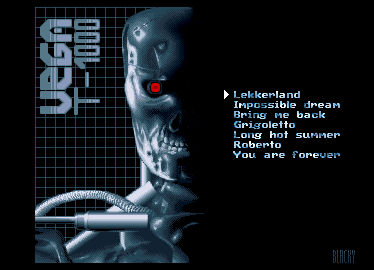 VEGA
T-1000
Lekkerland
Impossible dream
Bring me back
Grigoletto
Long hot summer
Roberto
You are forever
BLACKY